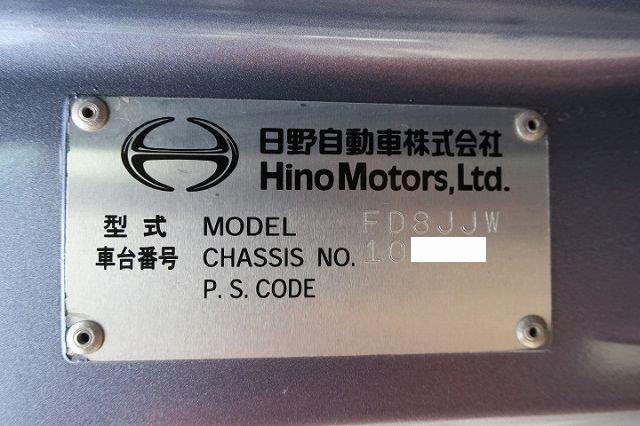 日野自動車株式会社
Hino Motors, Ltd.
型式 MODEL FD8JJW
車台番号 CHASSIS NO. 10
P. S. CODE